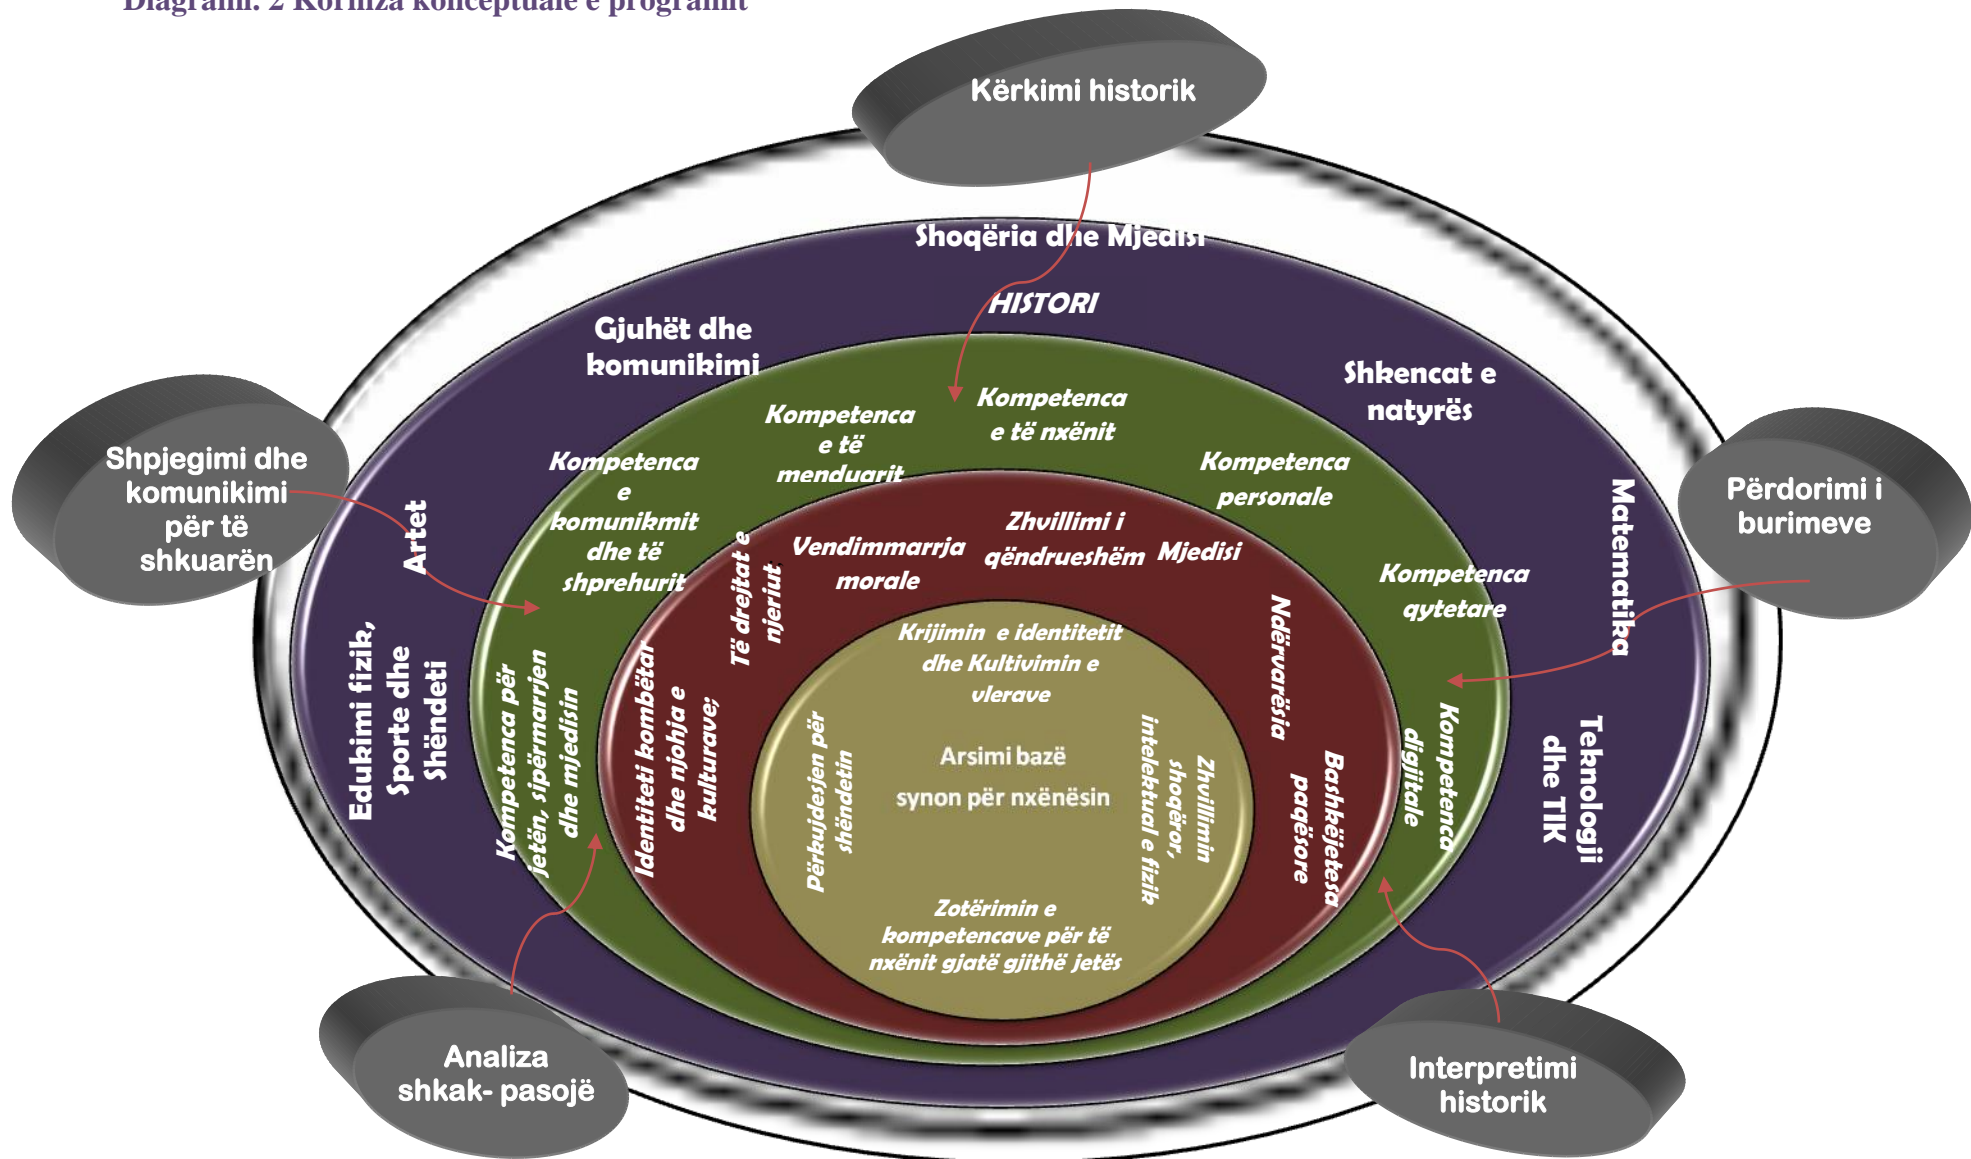 Diagrami. 2 Korniza konceptuale e programit
Kërkimi historik
Shoqëria dhe Mjedisi
HISTORI
Gjuhët dhe
komunikimi
Shkencat e
natyrës
Shpjegimi dhe
komunikimi
për të
shkuarën
Përdorimi i
burimeve
Artet
Matematika
Edukimi fizik,
Sporte dhe
Shëndeti
Teknologji
dhe TIK
Kompetenca
e të nxënit
Kompetenca
e të
menduarit
Kompetenca
e
komunikmit
dhe të
shprehurit
Kompetenca
personale
Kompetenca
qytetare
Kompetenca
digjitale
Kompetenca për
jetën, sipërmarrjen
dhe mjedisin
Zhvillimi i
qëndrueshëm
Vendimmarrja
morale
Mjedisi
Të drejtat e
njeriut
Ndërvarësia
Identiteti kombëtar
dhe njohja e
kulturave;
Bashkëjetesa
paqësore
Krijimin e identitetit
dhe Kultivimin e
vlerave
Arsimi bazë
synon për nxënësin
Përkujdesjen për
shëndetin
Zhvillimin
shoqëror,
intelektual e fizik
Zotërimin e
kompetencave për të
nxënit gjatë gjithë jetës
Analiza
shkak- pasojë
Interpretimi
historik